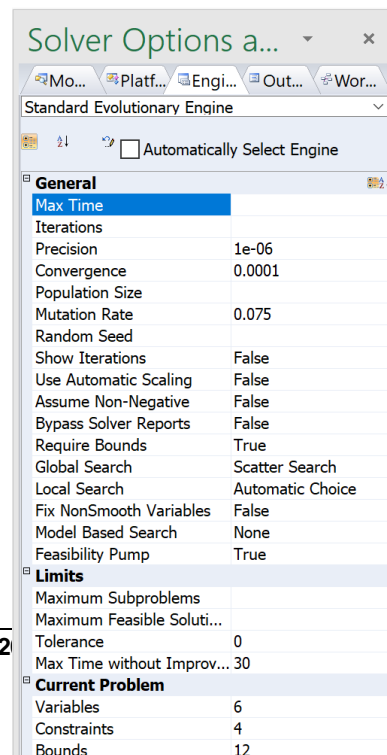 Solver Options a...
Mo... Platf... Engi... Out... Wor...
Standard Evolutionary Engine
Automatically Select Engine
General
Max Time
Iterations
Precision 1e-06
Convergence 0.0001
Population Size
Mutation Rate 0.075
Random Seed
Show Iterations False
Use Automatic Scaling False
Assume Non-Negative False
Bypass Solver Reports False
Require Bounds True
Global Search Scatter Search
Local Search Automatic Choice
Fix NonSmooth Variables False
Model Based Search None
Feasibility Pump True
Limits
Maximum Subproblems
Maximum Feasible Soluti...
Tolerance 0
Max Time without Improv... 30
Current Problem
Variables 6
Constraints 4
Bounds 12